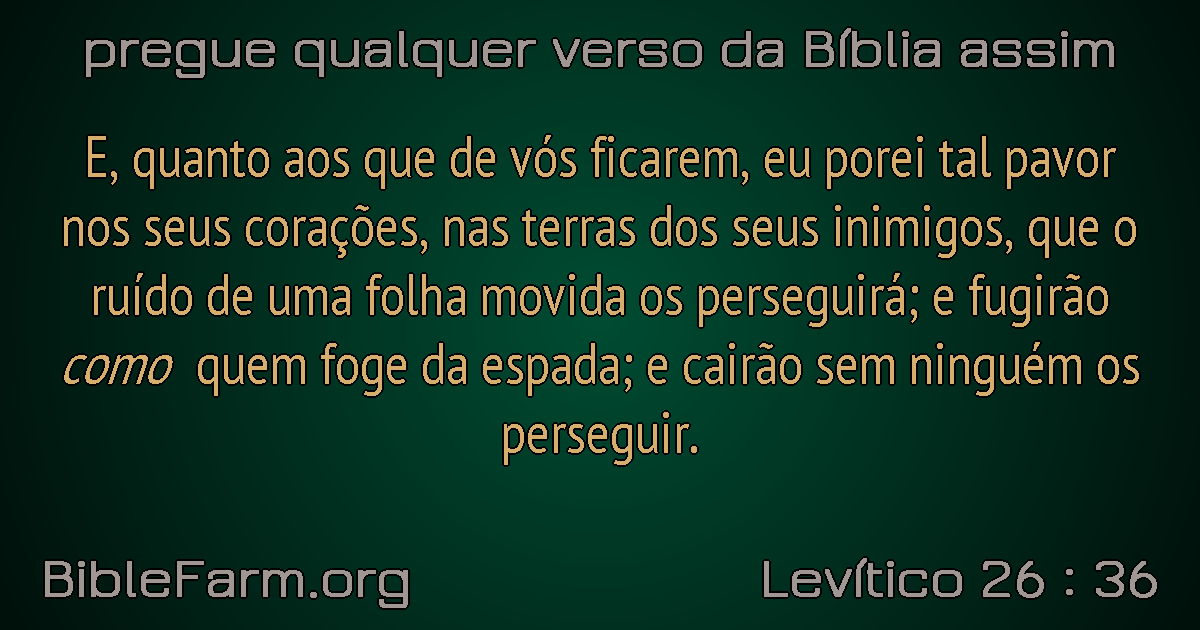 pregue qualquer verso da Bíblia assim
E, quanto aos que de vós ficarem, eu porei tal pavor
nos seus corações, nas terras dos seus inimigos, que o
ruído de uma folha movida os perseguirá; e fugirão
como quem foge da espada; e cairão sem ninguém os
perseguir.
BibleFarm.org
Levítico 26 : 36